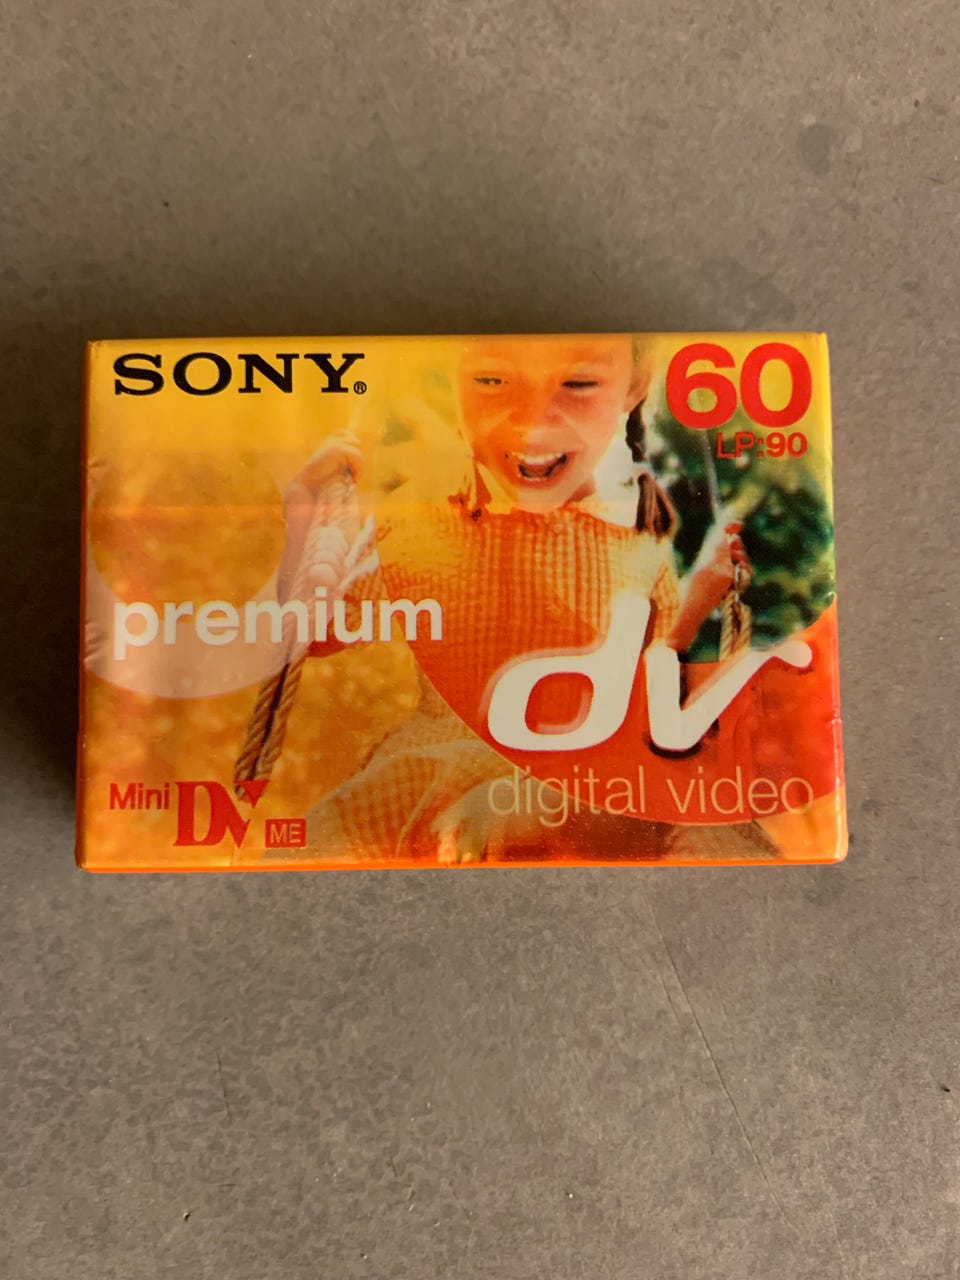 SONY®
60
LP:90
premium
dv
digital video
Mini DV ME